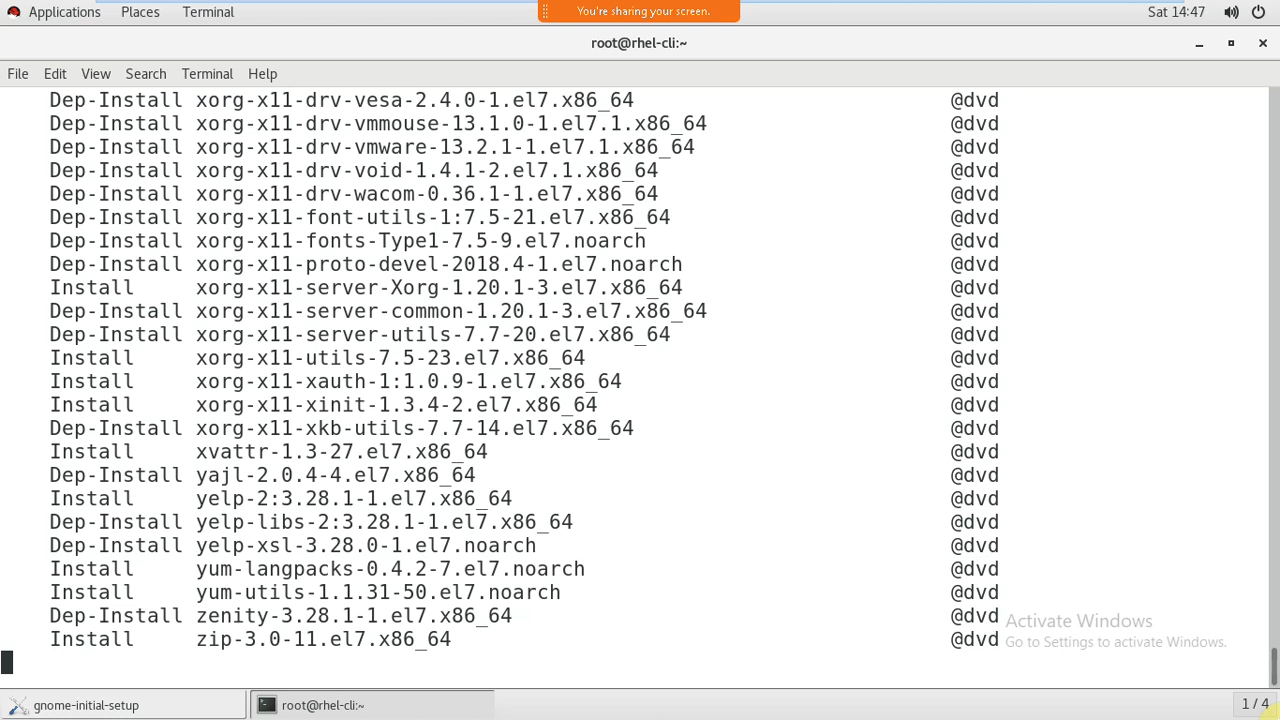 Applications Places Terminal You're sharing your screen. Sat 14:47
root@rhel-cli:~
File Edit View Search Terminal Help
Dep-Install xorg-x11-drv-vesa-2.4.0-1.el7.x86_64 @dvd
Dep-Install xorg-x11-drv-vmmouse-13.1.0-1.el7.1.x86_64 @dvd
Dep-Install xorg-x11-drv-vmware-13.2.1-1.el7.1.x86_64 @dvd
Dep-Install xorg-x11-drv-void-1.4.1-2.el7.1.x86_64 @dvd
Dep-Install xorg-x11-drv-wacom-0.36.1-1.el7.x86_64 @dvd
Dep-Install xorg-x11-font-utils-1:7.5-21.el7.x86_64 @dvd
Dep-Install xorg-x11-fonts-Type1-7.5-9.el7.noarch @dvd
Dep-Install xorg-x11-proto-devel-2018.4-1.el7.noarch @dvd
Install xorg-x11-server-Xorg-1.20.1-3.el7.x86_64 @dvd
Dep-Install xorg-x11-server-common-1.20.1-3.el7.x86_64 @dvd
Dep-Install xorg-x11-server-utils-7.7-20.el7.x86_64 @dvd
Install xorg-x11-utils-7.5-23.el7.x86_64 @dvd
Install xorg-x11-xauth-1:1.0.9-1.el7.x86_64 @dvd
Install xorg-x11-xinit-1.3.4-2.el7.x86_64 @dvd
Dep-Install xorg-x11-xkb-utils-7.7-14.el7.x86_64 @dvd
Install xvattr-1.3-27.el7.x86_64 @dvd
Dep-Install yajl-2.0.4-4.el7.x86_64 @dvd
Install yelp-2:3.28.1-1.el7.x86_64 @dvd
Dep-Install yelp-libs-2:3.28.1-1.el7.x86_64 @dvd
Dep-Install yelp-xsl-3.28.0-1.el7.noarch @dvd
Install yum-langpacks-0.4.2-7.el7.noarch @dvd
Install yum-utils-1.1.31-50.el7.noarch @dvd
Dep-Install zenity-3.28.1-1.el7.x86_64 @dvd
Install zip-3.0-11.el7.x86_64 @dvd
Activate Windows
Go to Settings to activate Windows.
gnome-initial-setup root@rhel-cli:~ 1 / 4